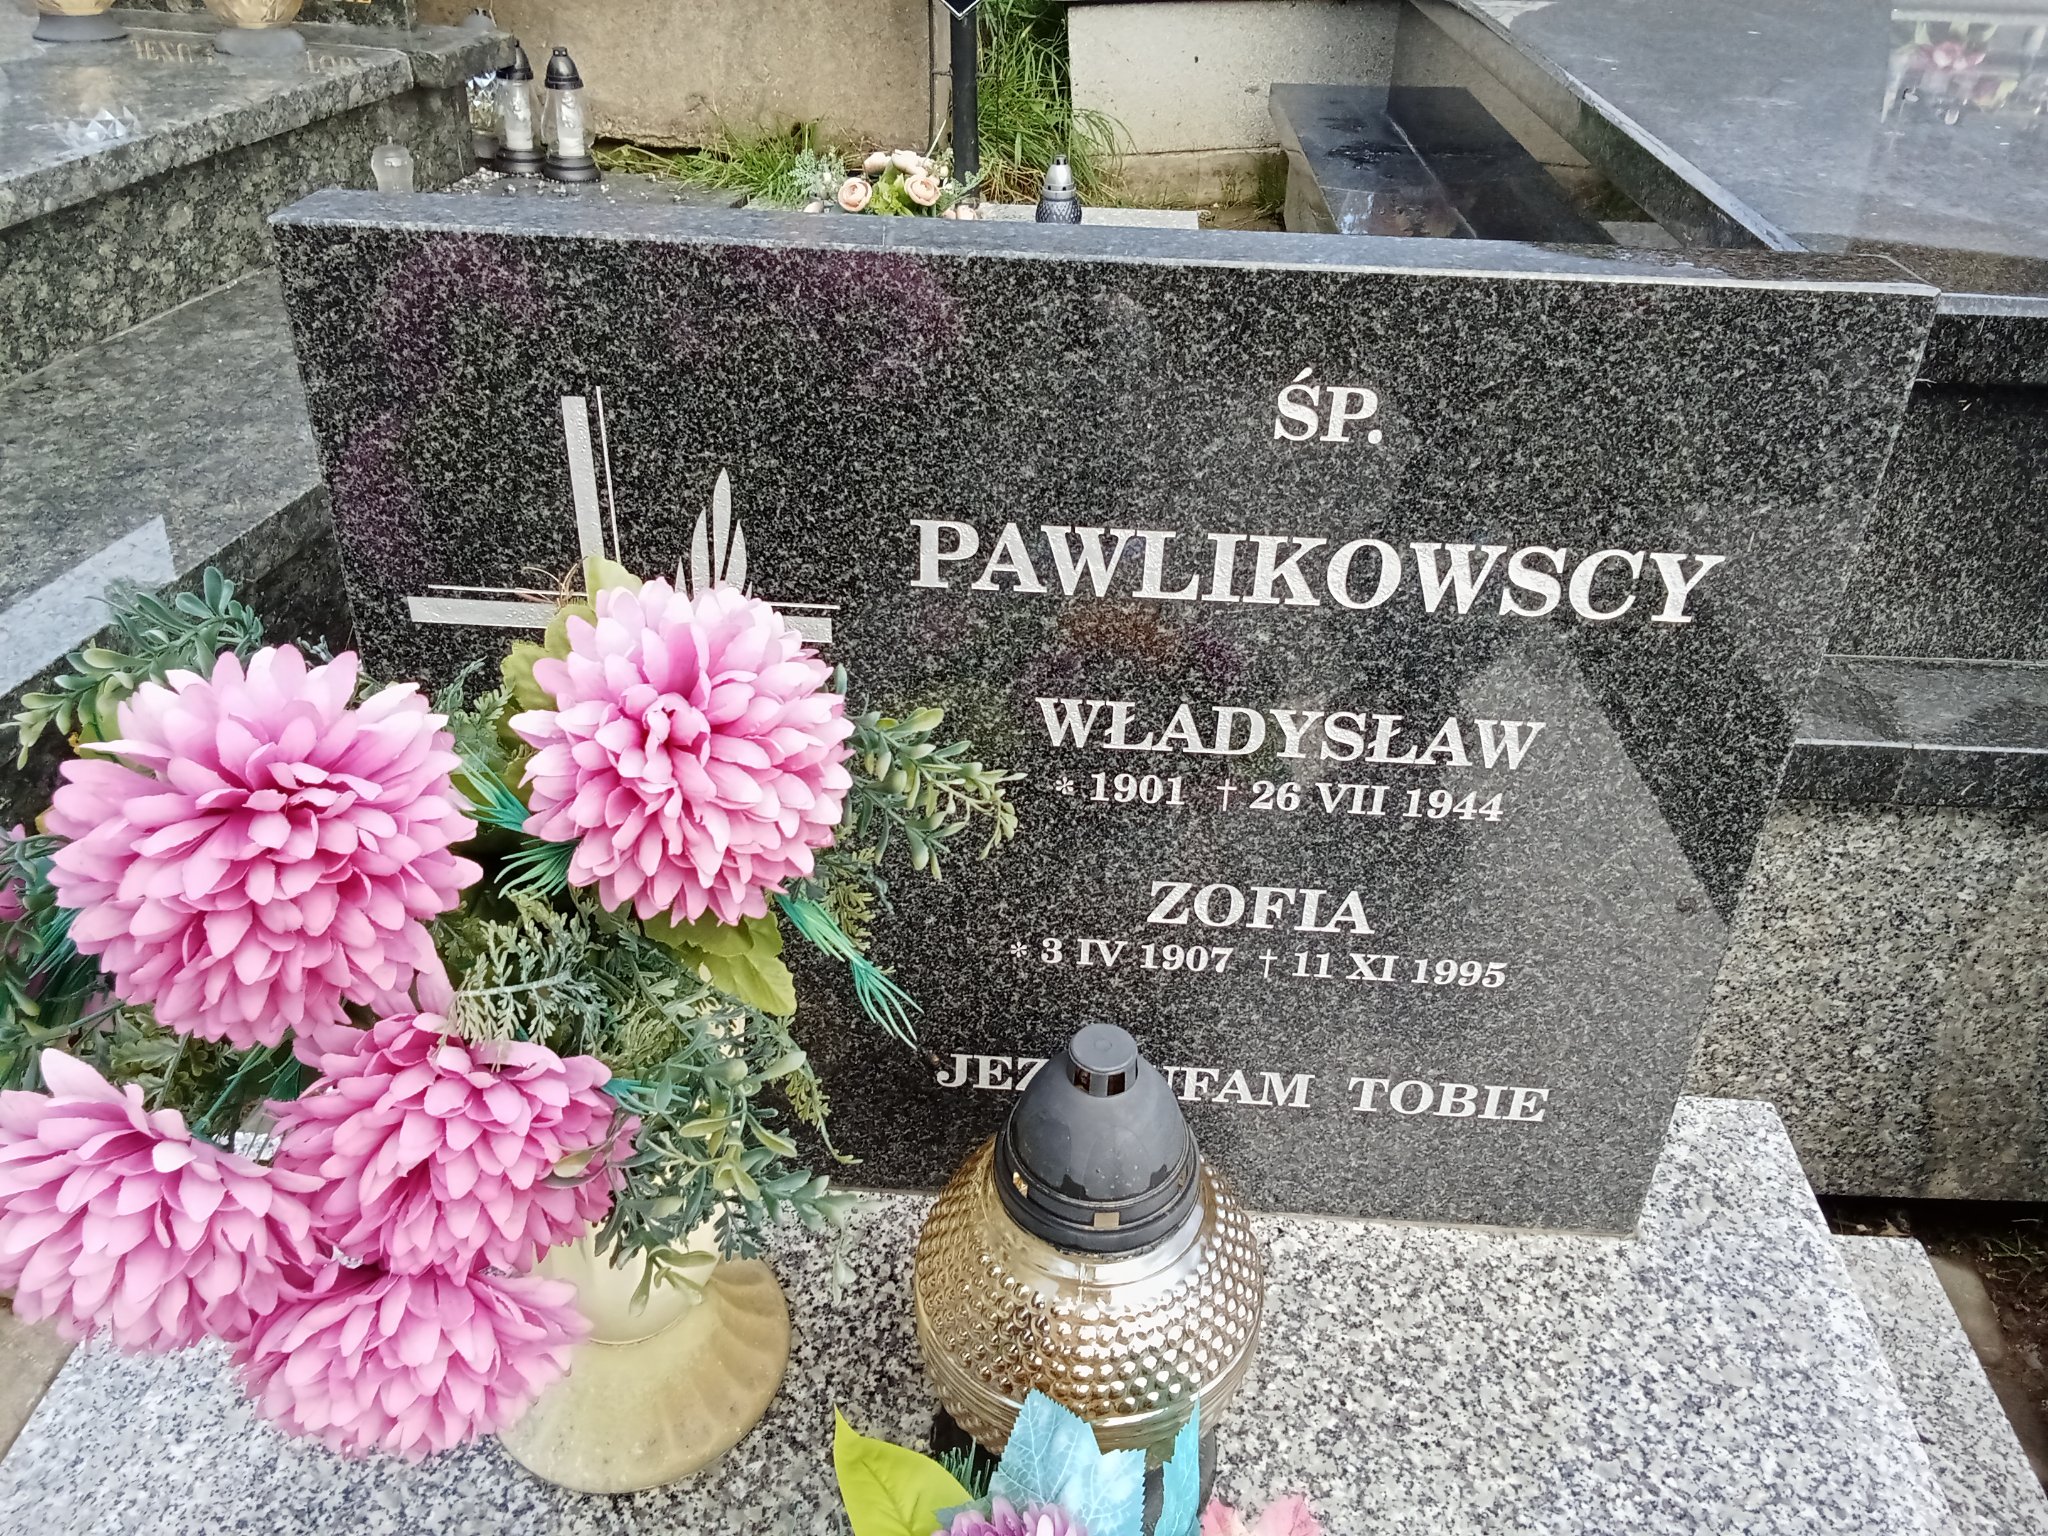 ŚP.
PAWLIKOWSCY
WŁADYSŁAW
* 1901 † 26 VII 1944
ZOFIA
* 3 IV 1907 † 11 XI 1995
TOBIE